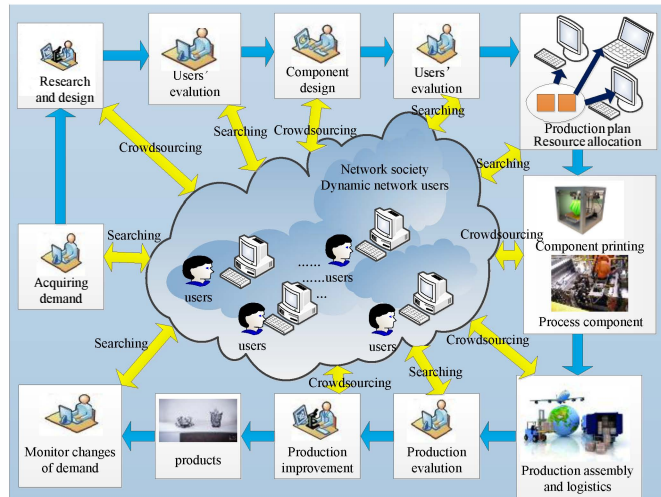 Research
and design
Users'
evalution
Component
design
Users'
evalution
Production plan
Resource allocation
Crowdsourcing
Searching
Crowdsourcing
Searching
Searching
Network society
Dynamic network users
Searching
Acquiring
demand
Crowdsourcing
Component printing
Process component
......
......users
...
users
users
users
Searching
Crowdsourcing
Searching
Crowdsourcing
Monitor changes
of demand
products
Production
improvement
Production
evaluation
Production assembly
and logistics